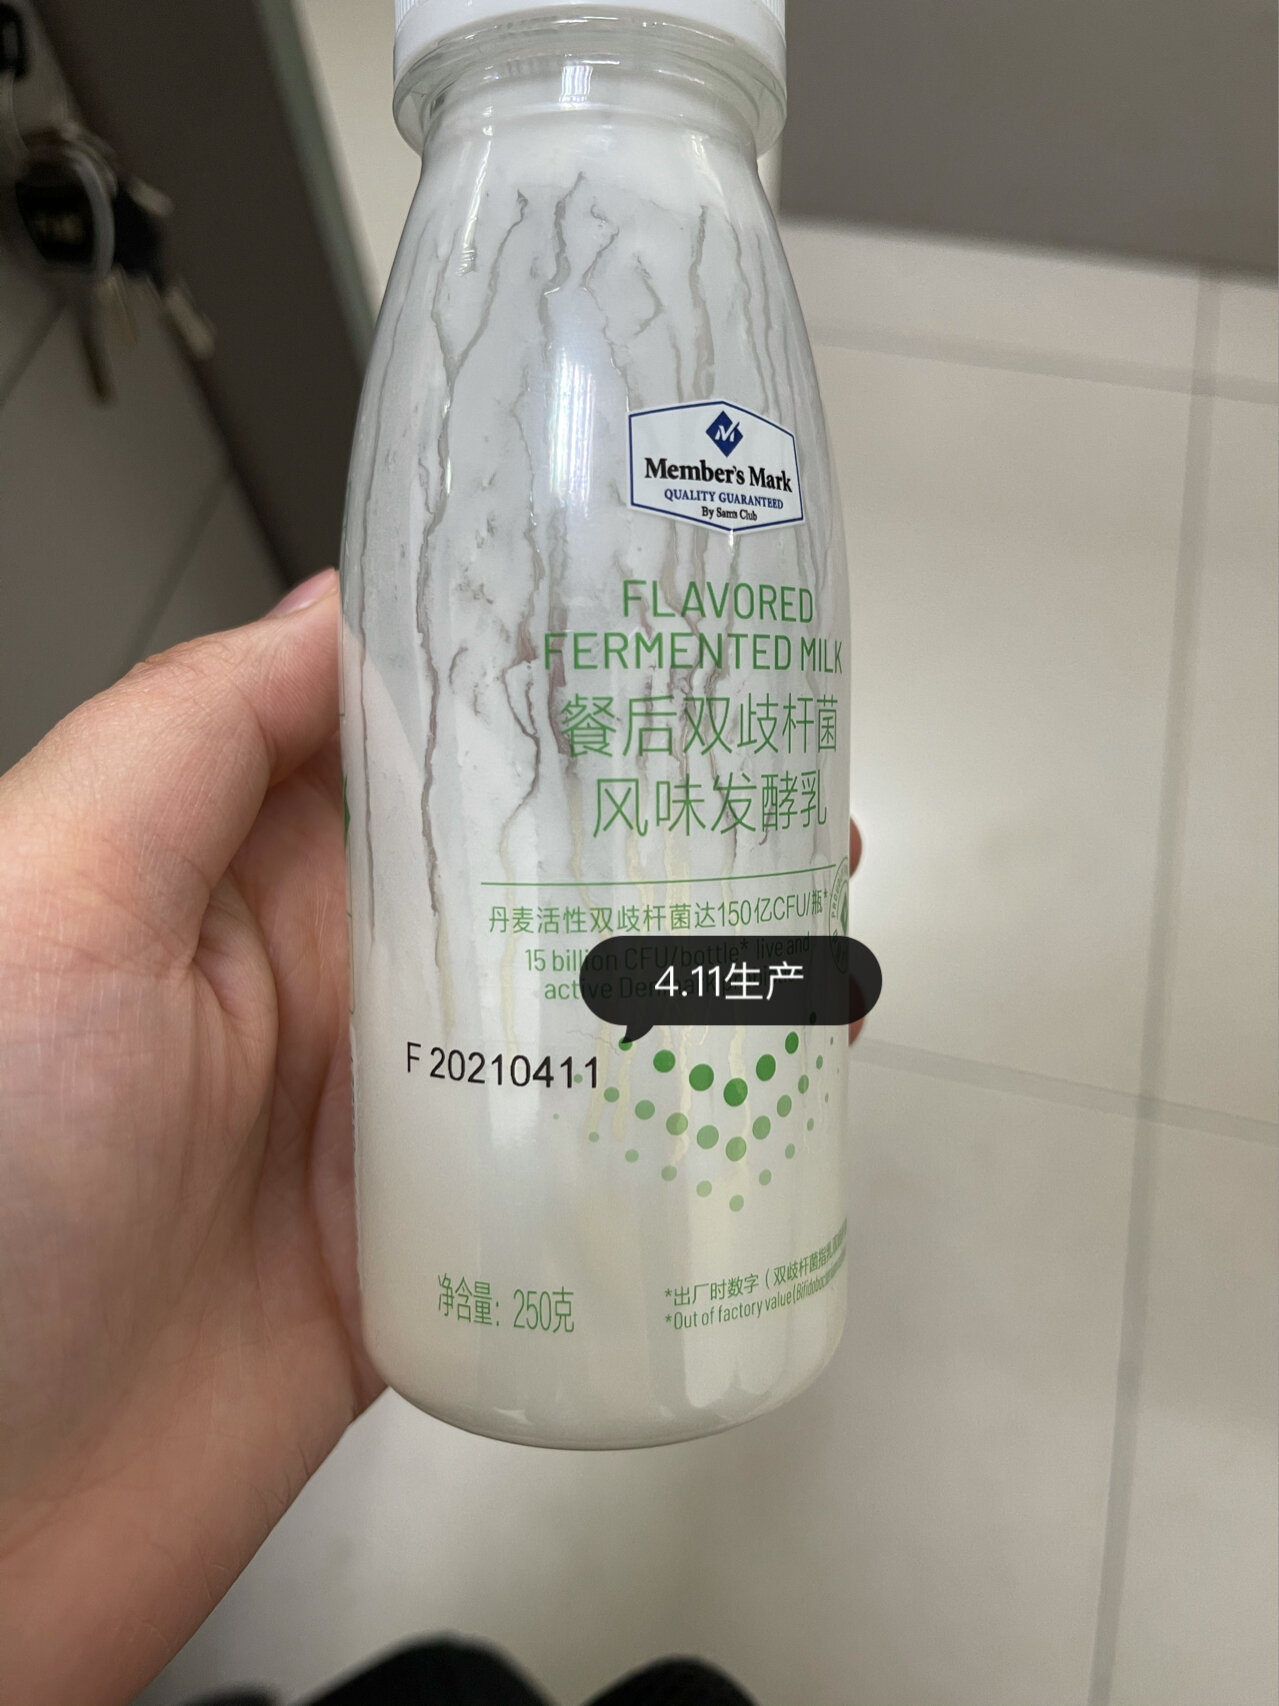 Member's Mark
QUALITY GUARANTEED
By Sam's Club
FLAVORED
FERMENTED MILK
餐后双歧杆菌
风味发酵乳
丹麦活性双歧杆菌达150亿CFU/瓶*
15 billion CFU/bottle* live and
active
4.11生产
F 20210411
净含量：250克
*出厂时数字（双歧杆菌指乳
*Out of factory value(